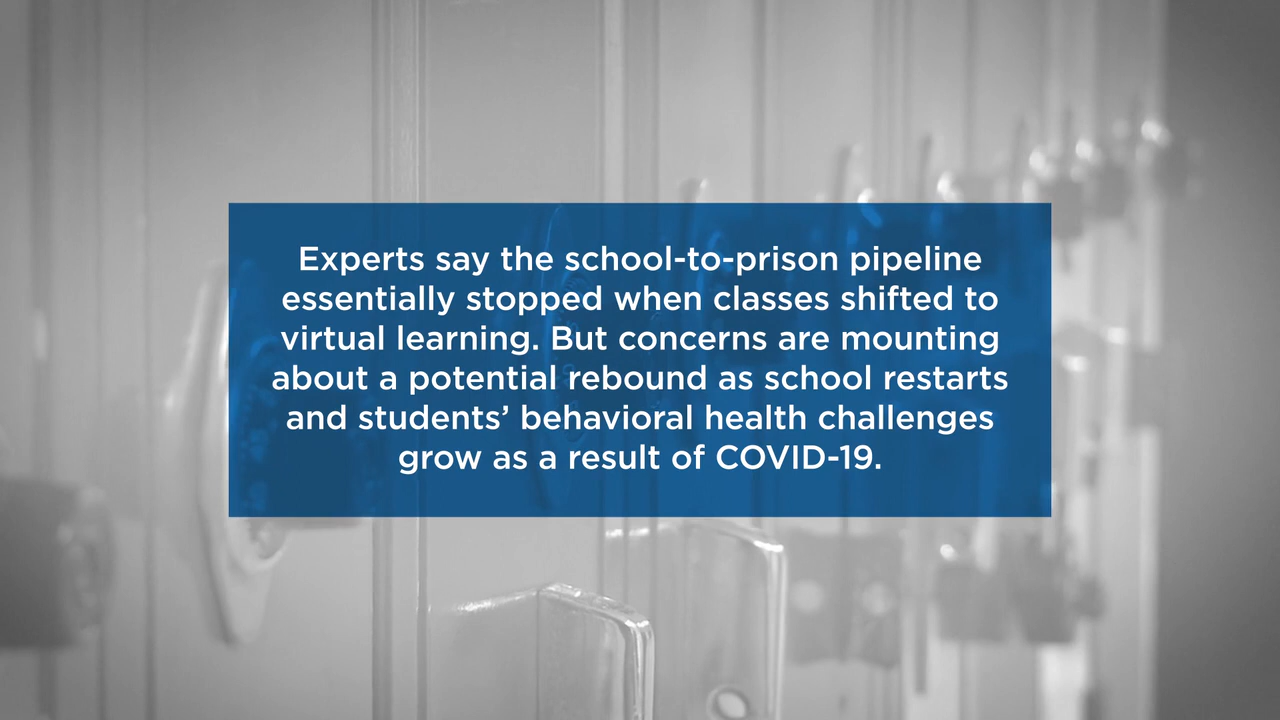 Experts say the school-to-prison pipeline
essentially stopped when classes shifted to
virtual learning. But concerns are mounting
about a potential rebound as school restarts
and students’ behavioral health challenges
grow as a result of COVID-19.